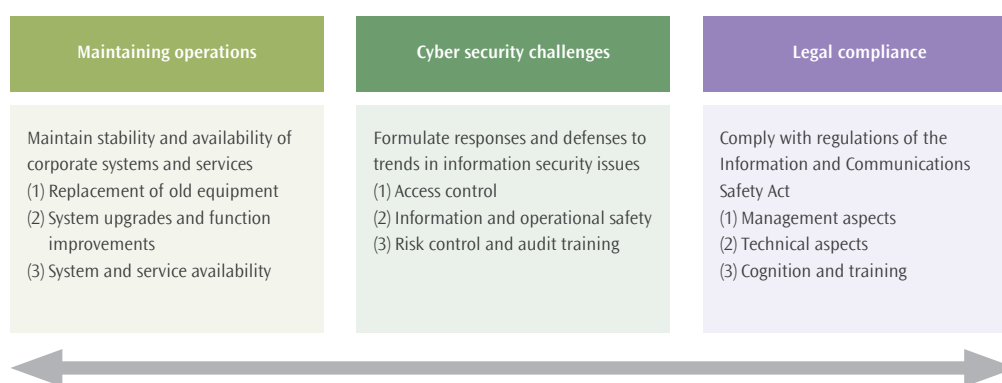 Maintaining operations
Maintain stability and availability of
corporate systems and services
(1) Replacement of old equipment
(2) System upgrades and function
improvements
(3) System and service availability
Cyber security challenges
Formulate responses and defenses to
trends in information security issues
(1) Access control
(2) Information and operational safety
(3) Risk control and audit training
Legal compliance
Comply with regulations of the
Information and Communications
Safety Act
(1) Management aspects
(2) Technical aspects
(3) Cognition and training